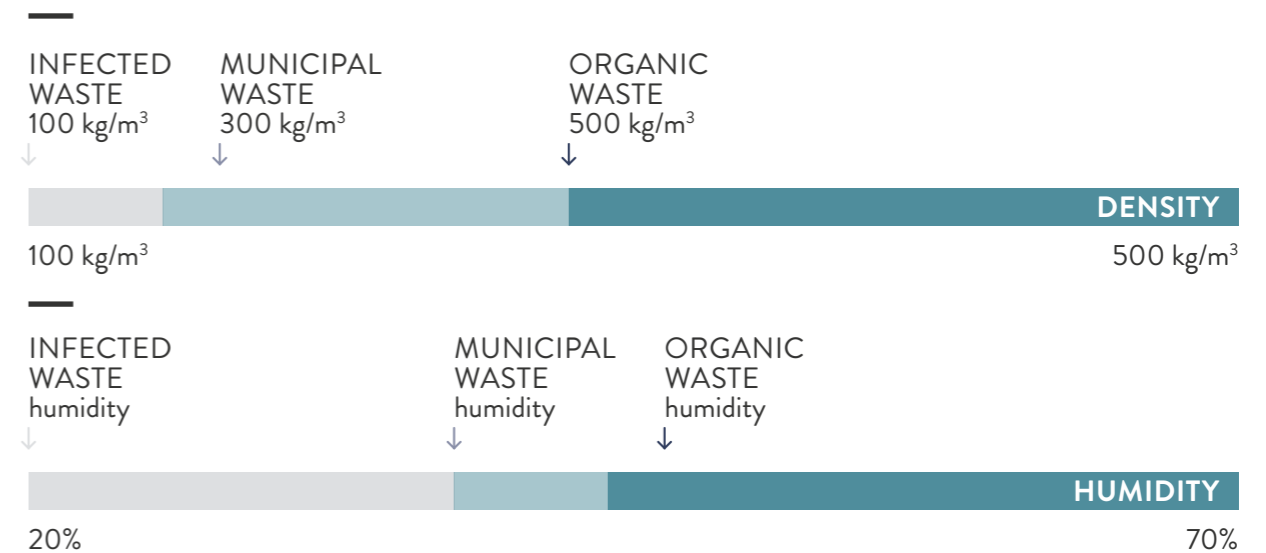 INFECTED WASTE 100 kg/m³
MUNICIPAL WASTE 300 kg/m³
ORGANIC WASTE 500 kg/m³
DENSITY
100 kg/m³
500 kg/m³
INFECTED WASTE humidity
MUNICIPAL WASTE humidity
ORGANIC WASTE humidity
HUMIDITY
20%
70%